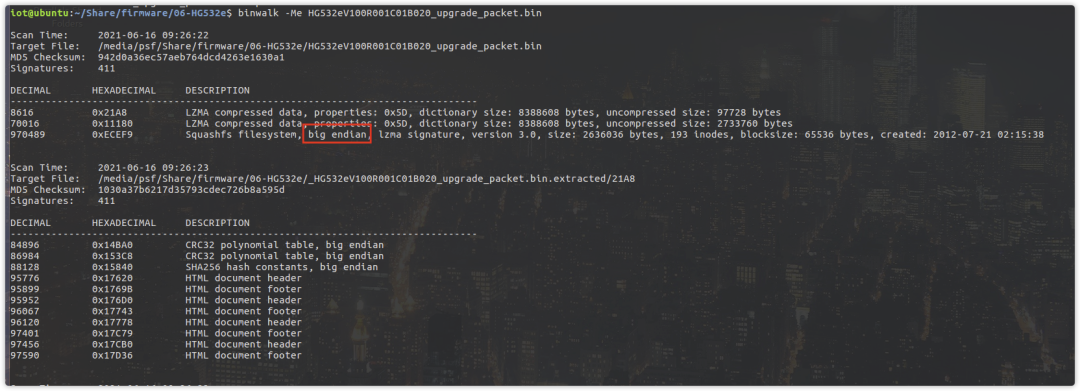 iot@ubuntu:~/Share/firmware/06-HG532e$ binwalk -Me HG532eV100R001C01B020_upgrade_packet.bin
Scan Time:     2021-06-16 09:26:22
Target File:   /media/psf/Share/firmware/06-HG532e/HG532eV100R001C01B020_upgrade_packet.bin
MD5 Checksum:  942d0a36ec57aeb764dcd4263e1630a1
Signatures:    411
DECIMAL       HEXADECIMAL     DESCRIPTION
--------------------------------------------------------------------------------
8616          0x21A8          LZMA compressed data, properties: 0x5D, dictionary size: 8388608 bytes, uncompressed size: 97728 bytes
70016         0x11180         LZMA compressed data, properties: 0x5D, dictionary size: 8388608 bytes, uncompressed size: 2733760 bytes
970489        0xECEF9         Squashfs filesystem, big endian, lzma signature, version 3.0, size: 2636036 bytes, 193 inodes, blocksize: 65536 bytes, created: 2012-07-21 02:15:38
Scan Time:     2021-06-16 09:26:23
Target File:   /media/psf/Share/firmware/06-HG532e/_HG532eV100R001C01B020_upgrade_packet.bin.extracted/21A8
MD5 Checksum:  1030a37b6217d35793cdec726b8a595d
Signatures:    411
DECIMAL       HEXADECIMAL     DESCRIPTION
--------------------------------------------------------------------------------
84896         0x14BA0         CRC32 polynomial table, big endian
86984         0x153C8         CRC32 polynomial table, big endian
88128         0x15840         SHA256 hash constants, big endian
95776         0x17620         HTML document header
95899         0x1769B         HTML document footer
95952         0x176D0         HTML document header
96067         0x17743         HTML document footer
96120         0x17778         HTML document header
97401         0x17C79         HTML document footer
97456         0x17CB0         HTML document header
97590         0x17D36         HTML document footer